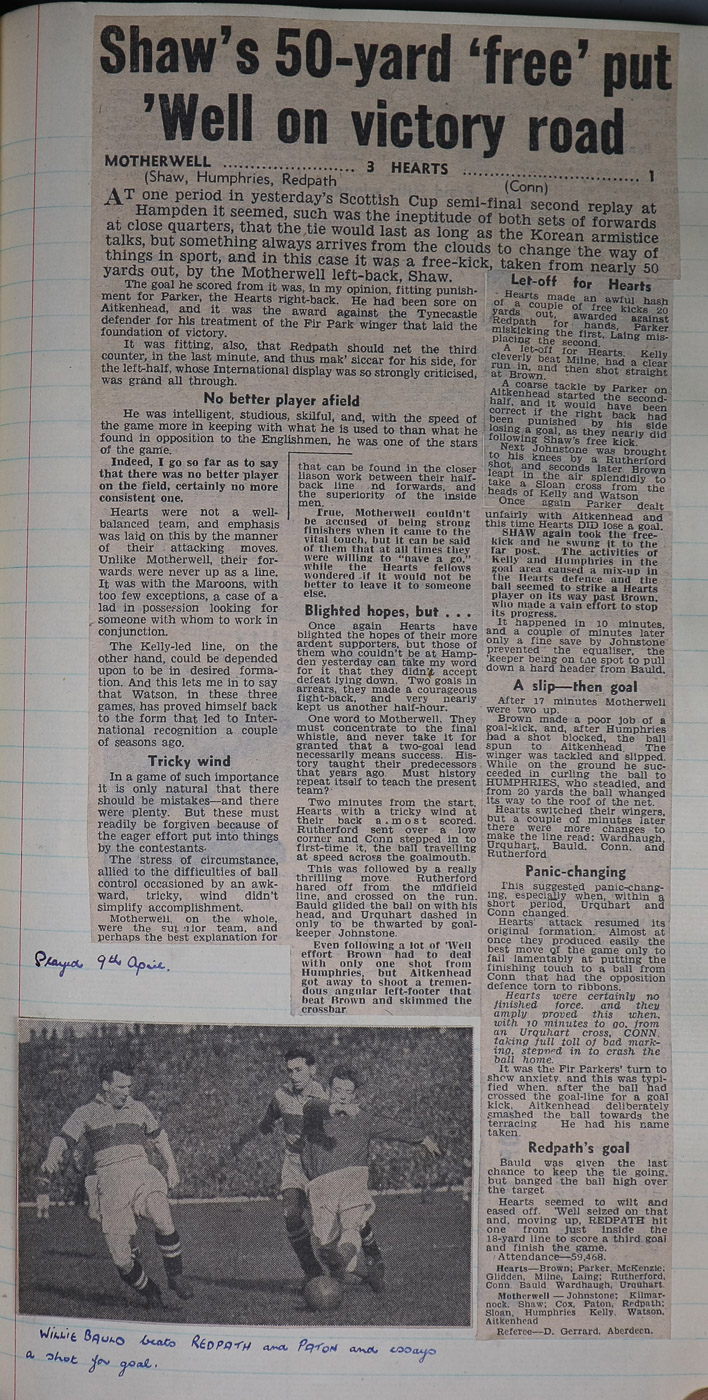 Shaw's 50-yard 'free' put
'Well on victory road
MOTHERWELL ..................... 3 HEARTS ............................ 1
(Shaw, Humphries, Redpath
(Conn)
AT one period in yesterday's Scottish Cup semi-final second replay at
Hampden it seemed, such was the ineptitude of both sets of forwards
at close quarters, that the tie would last as long as the Korean armistice
talks, but something always arrives from the clouds to change the way of
things in sport, and in this case it was a free-kick, taken from nearly 50
yards out, by the Motherwell left-back, Shaw.
The goal he scored from it was, in my opinion, fitting punish-
ment for Parker, the Hearts right-back. He had been sore on
Aitkenhead, and it was the award against the Tynecastle
defender for his treatment of the Fir Park winger that laid the
foundation of victory.
It was fitting, also, that Redpath should net the third
counter, in the last minute, and thus mak' siccar for his side, for
the left-half, whose International display was so strongly criticised,
was grand all through.
No better player afield
He was intelligent, studious, skilful, and, with the speed of
the game more in keeping with what he is used to than what he
found in opposition to the Englishmen, he was one of the stars
of the game.
Indeed, I go so far as to say
that there was no better player
on the field, certainly no more
consistent one.
Hearts were not a well-
balanced team, and emphasis
was laid on this by the manner
of their attacking moves.
Unlike Motherwell, their for-
wards were never up as a line.
It was with the Maroons, with
too few exceptions, a case of a
lad in possession looking for
someone with whom to work in
conjunction.
The Kelly-led line, on the
other hand, could be depended
upon to be in desired forma-
tion. And this lets me in to say
that Watson, in these three
games, has proved himself back
to the form that led to Inter-
national recognition a couple
of seasons ago.
Tricky wind
In a game of such importance
it is only natural that there
should be mistakes—and there
were plenty. But these must
readily be forgiven because of
the eager effort put into things
by the contestants.
The stress of circumstance,
allied to the difficulties of ball
control occasioned by an awk-
ward, tricky, wind didn't
simplify accomplishment.
Motherwell, on the whole,
were the superior team, and
perhaps the best explanation for
that can be found in the closer
liason work between their half-
back line and forwards, and
the superiority of the inside
men.
True, Motherwell couldn't
be accused of being strong
finishers when it came to the
vital touch, but it can be said
of them that at all times they
were willing to "have a go,"
while the Hearts fellows
wondered if it would not be
better to leave it to someone
else.
Blighted hopes, but . . .
Once again Hearts have
blighted the hopes of their more
ardent supporters, but those of
them who couldn't be at Hamp-
den yesterday can take my word
for it that they didn't accept
defeat lying down. Two goals in
arrears, they made a courageous
fight-back, and very nearly
kept us another half-hour.
One word to Motherwell. They
must concentrate to the final
whistle, and never take it for
granted that a two-goal lead
necessarily means success. His-
tory taught their predecessors
that years ago. Must history
repeat itself to teach the present
team?
Two minutes from the start,
Hearts with a tricky wind at
their back almost scored.
Rutherford sent over a low
corner and Conn stepped in to
first-time it, the ball travelling
at speed across the goalmouth.
This was followed by a really
thrilling move. Rutherford
hared off from the midfield
line, and crossed on the run.
Bauld glided the ball on with his
head, and Urquhart dashed in
only to be thwarted by goal-
keeper Johnstone.
Even following a lot of 'Well
effort Brown had to deal
with only one shot from
Humphries, but Aitkenhead
got away to shoot a tremen-
dous angular left-footer that
beat Brown and skimmed the
crossbar
Let-off for Hearts
Hearts made an awful hash
of a couple of free kicks 20
yards out, awarded against
Redpath for hands, Parker
miskicking the first, Laing mis-
placing the second.
A let-off for Hearts. Kelly
cleverly beat Milne, had a clear
run in, and then shot straight
at Brown.
A coarse tackle by Parker on
Aitkenhead started the second-
half, and it would have been
correct if the right back had
been punished by his side
losing a goal, as they nearly did
following Shaw's free kick.
Next Johnstone was brought
to his knees by a Rutherford
shot, and seconds later Brown
leapt in the air splendidly to
take a Sloan cross from the
heads of Kelly and Watson
Once again Parker dealt
unfairly with Aitkenhead and
this time Hearts DID lose a goal.
SHAW again took the free-
kick and he swung it to the
far post. The activities of
Kelly and Humphries in the
goal area caused a mix-up in
the Hearts defence and the
ball seemed to strike a Hearts
player on its way past Brown,
who made a vain effort to stop
its progress.
It happened in 10 minutes,
and a couple of minutes later
only a fine save by Johnstone
prevented the equaliser, the
'keeper being on the spot to pull
down a hard header from Bauld.
A slip—then goal
After 17 minutes Motherwell
were two up.
Brown made a poor job of a
goal-kick, and, after Humphries
had a shot blocked, the ball
spun to Aitkenhead. The
winger was tackled and slipped.
While on the ground he suc-
ceeded in curling the ball to
HUMPHRIES, who steadied, and
from 20 yards the ball whanged
its way to the roof of the net.
Hearts switched their wingers,
but a couple of minutes later
there were more changes to
make the line read: Wardhaugh,
Urquhart, Bauld, Conn, and
Rutherford
Panic-changing
This suggested panic-chang-
ing, especially when, within a
short period, Urquhart and
Conn changed.
Hearts' attack resumed its
original formation. Almost at
once they produced easily the
best move of the game only to
fail lamentably at putting the
finishing touch to a ball from
Conn that had the opposition
defence torn to ribbons.
Hearts were certainly no
finished force, and they
amply proved this when,
with 10 minutes to go, from
an Urquhart cross, CONN,
taking full toll of bad mark-
ing, stepped in to crash the
ball home.
It was the Fir Parkers' turn to
show anxiety, and this was typi-
fied when, after the ball had
crossed the goal-line for a goal
kick, Aitkenhead deliberately
smashed the ball towards the
terracing He had his name
taken.
Redpath's goal
Bauld was given the last
chance to keep the tie going,
but banged the ball high over
the target
Hearts seemed to wilt and
eased off. 'Well seized on that
and, moving up, REDPATH hit
one from just inside the
18-yard line to score a third goal
and finish the game.
Attendance—59,468.
Hearts—Brown; Parker, McKenzie;
Glidden, Milne, Laing; Rutherford,
Conn Bauld Wardhaugh, Urquhart.
Motherwell — Johnstone; Kilmar-
nock, Shaw; Cox, Paton, Redpath;
Sloan, Humphries Kelly, Watson,
Aitkenhead
Referee—D. Gerrard, Aberdeen.
Played 9th April.
WILLIE BAULD beats REDPATH and PATON and essays
a shot for goal.